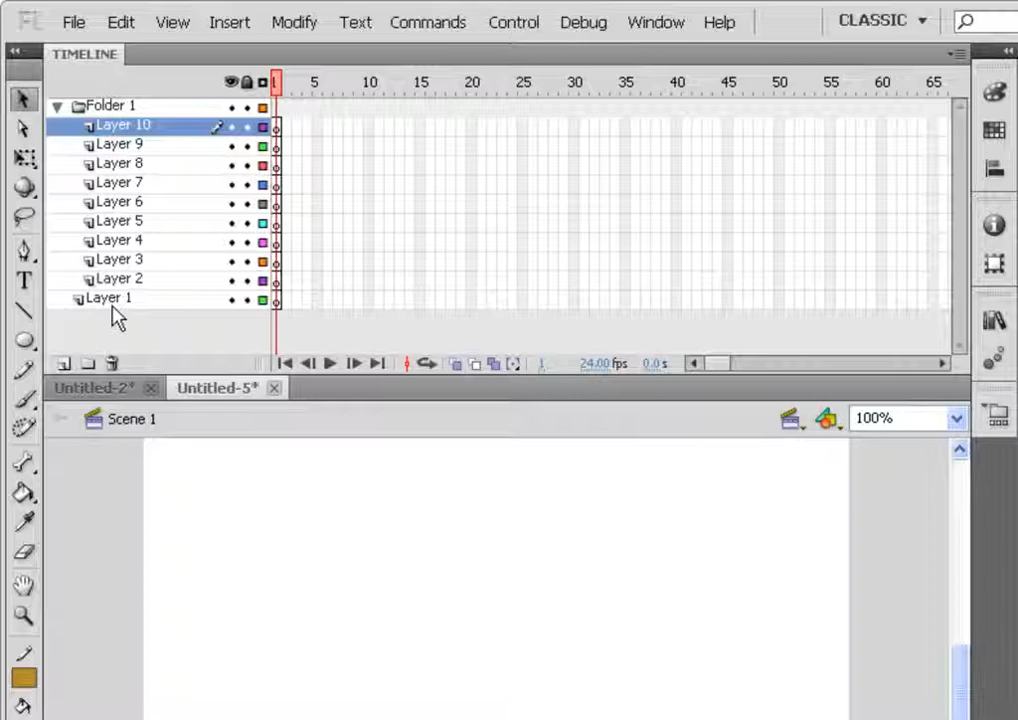 FL File Edit View Insert Modify Text Commands Control Debug Window Help CLASSIC
TIMELINE
1 5 10 15 20 25 30 35 40 45 50 55 60 65
Folder 1
Layer 10
Layer 9
Layer 8
Layer 7
Layer 6
Layer 5
Layer 4
Layer 3
Layer 2
Layer 1
1 24.00 fps 0.0 s
Untitled-2* Untitled-5*
Scene 1 100%